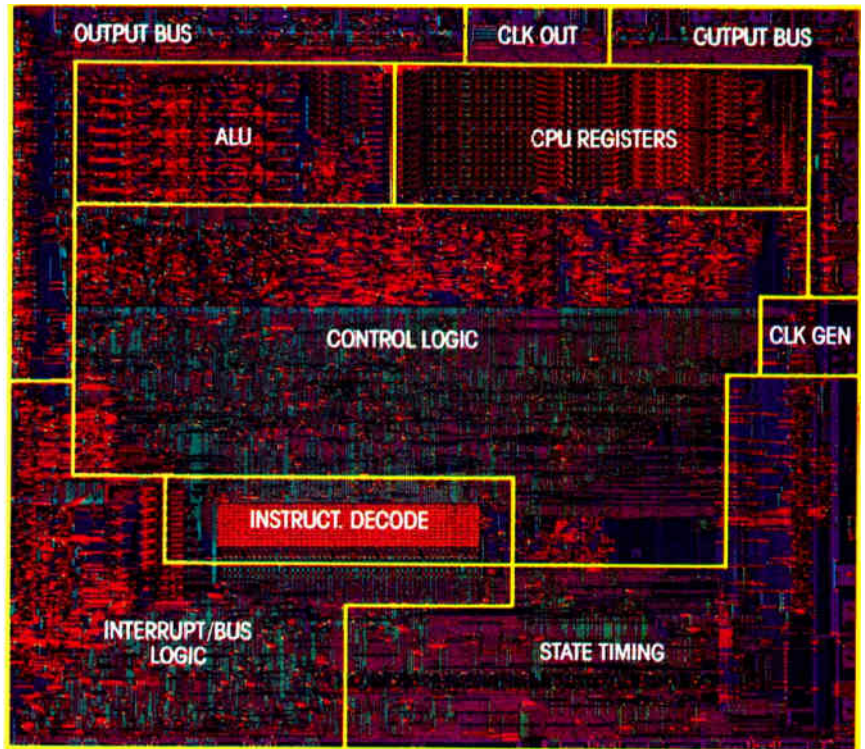 OUTPUT BUS
CLK OUT
OUTPUT BUS
ALU
CPU REGISTERS
CONTROL LOGIC
CLK GEN
INSTRUCT. DECODE
INTERRUPT/BUS
LOGIC
STATE TIMING